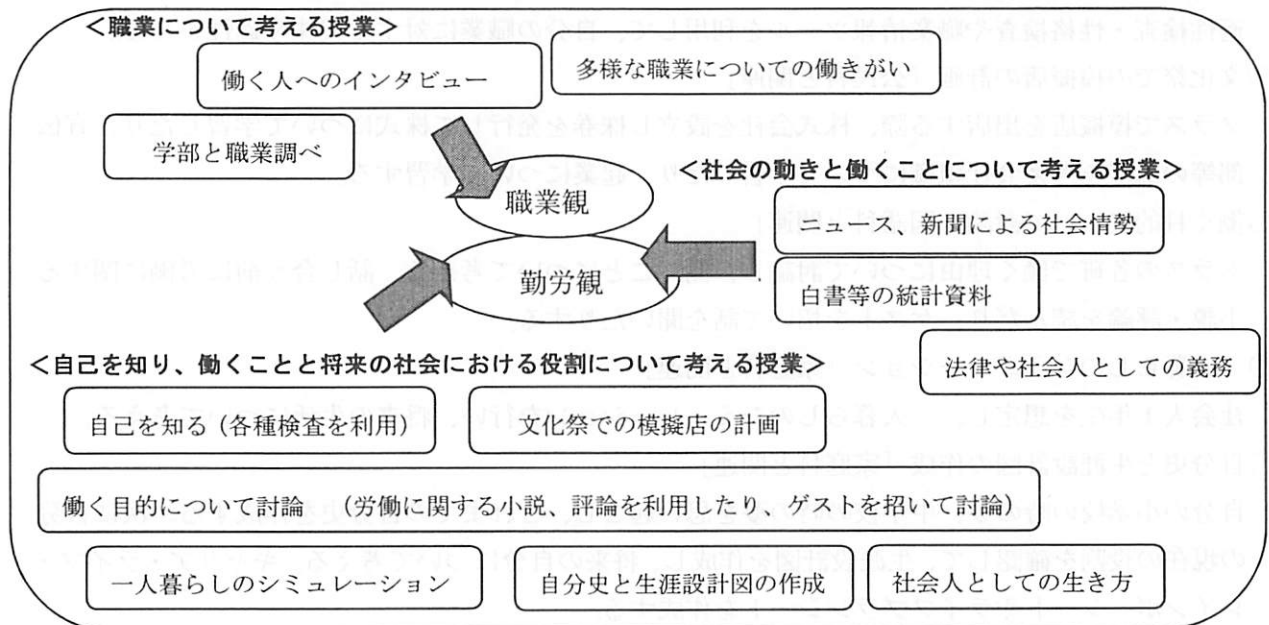 ＜職業について考える授業＞
働く人へのインタビュー
多様な職業についての働きがい
学部と職業調べ
＜社会の動きと働くことについて考える授業＞
職業観
ニュース、新聞による社会情勢
勤労観
白書等の統計資料
＜自己を知り、働くことと将来の社会における役割について考える授業＞
法律や社会人としての義務
自己を知る（各種検査を利用）
文化祭での模擬店の計画
働く目的について討論　（労働に関する小説、評論を利用したり、ゲストを招いて討論）
一人暮らしのシミュレーション
自分史と生涯設計図の作成
社会人としての生き方